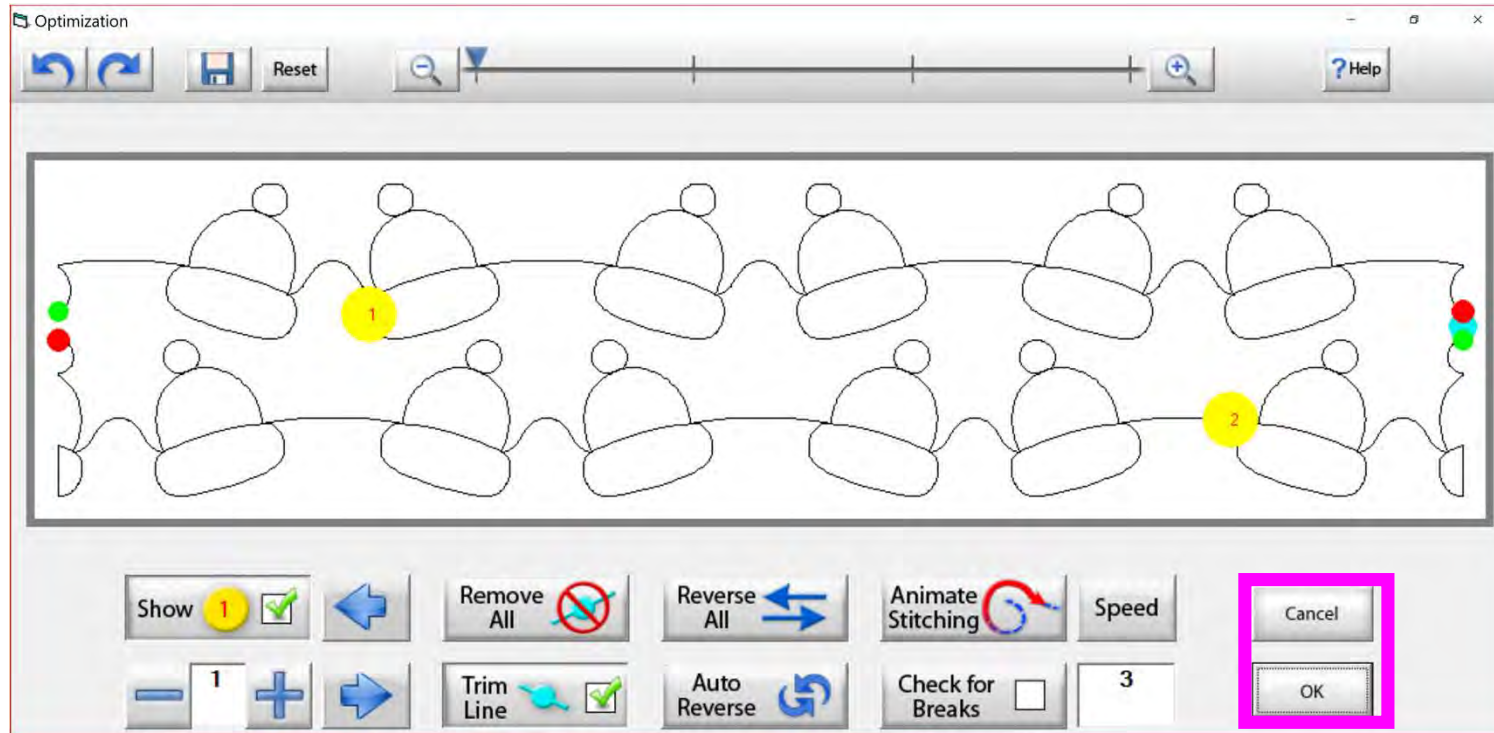 Optimization
Reset
?Help
1
2
Show 1
Remove
All
Reverse
All
Animate
Stitching
Speed
Cancel
1
Trim
Line
Auto
Reverse
Check for
Breaks
3
OK